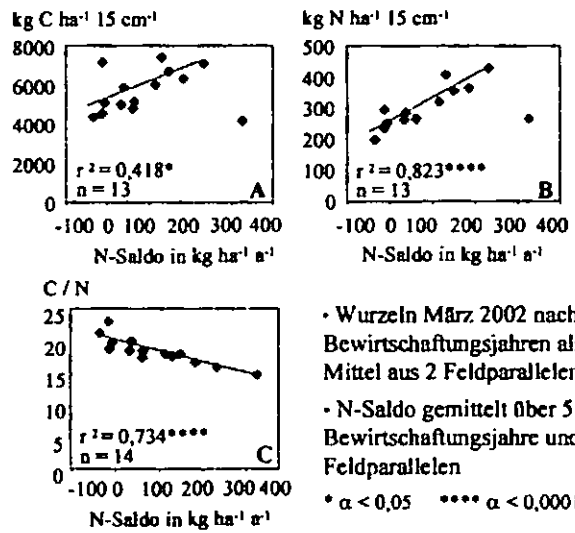 kg C ha⁻¹ 15 cm⁻¹
8000
6000
4000
2000
0
r² = 0,418*
n = 13
A
-100 0 100 200 300 400
N-Saldo in kg ha⁻¹ a⁻¹
kg N ha⁻¹ 15 cm⁻¹
500
400
300
200
100
0
r² = 0,823****
n = 13
B
-100 0 100 200 300 400
N-Saldo in kg ha⁻¹ a⁻¹
C / N
25
20
15
10
5
0
r² = 0,734****
n = 14
C
-100 0 100 200 300 400
N-Saldo in kg ha⁻¹ a⁻¹
• Wurzeln März 2002 nach
Bewirtschaftungsjahren al
Mittel aus 2 Feldparallelen
• N-Saldo gemittelt über 5
Bewirtschaftungsjahre und
Feldparallelen
* α < 0,05 **** α < 0,000